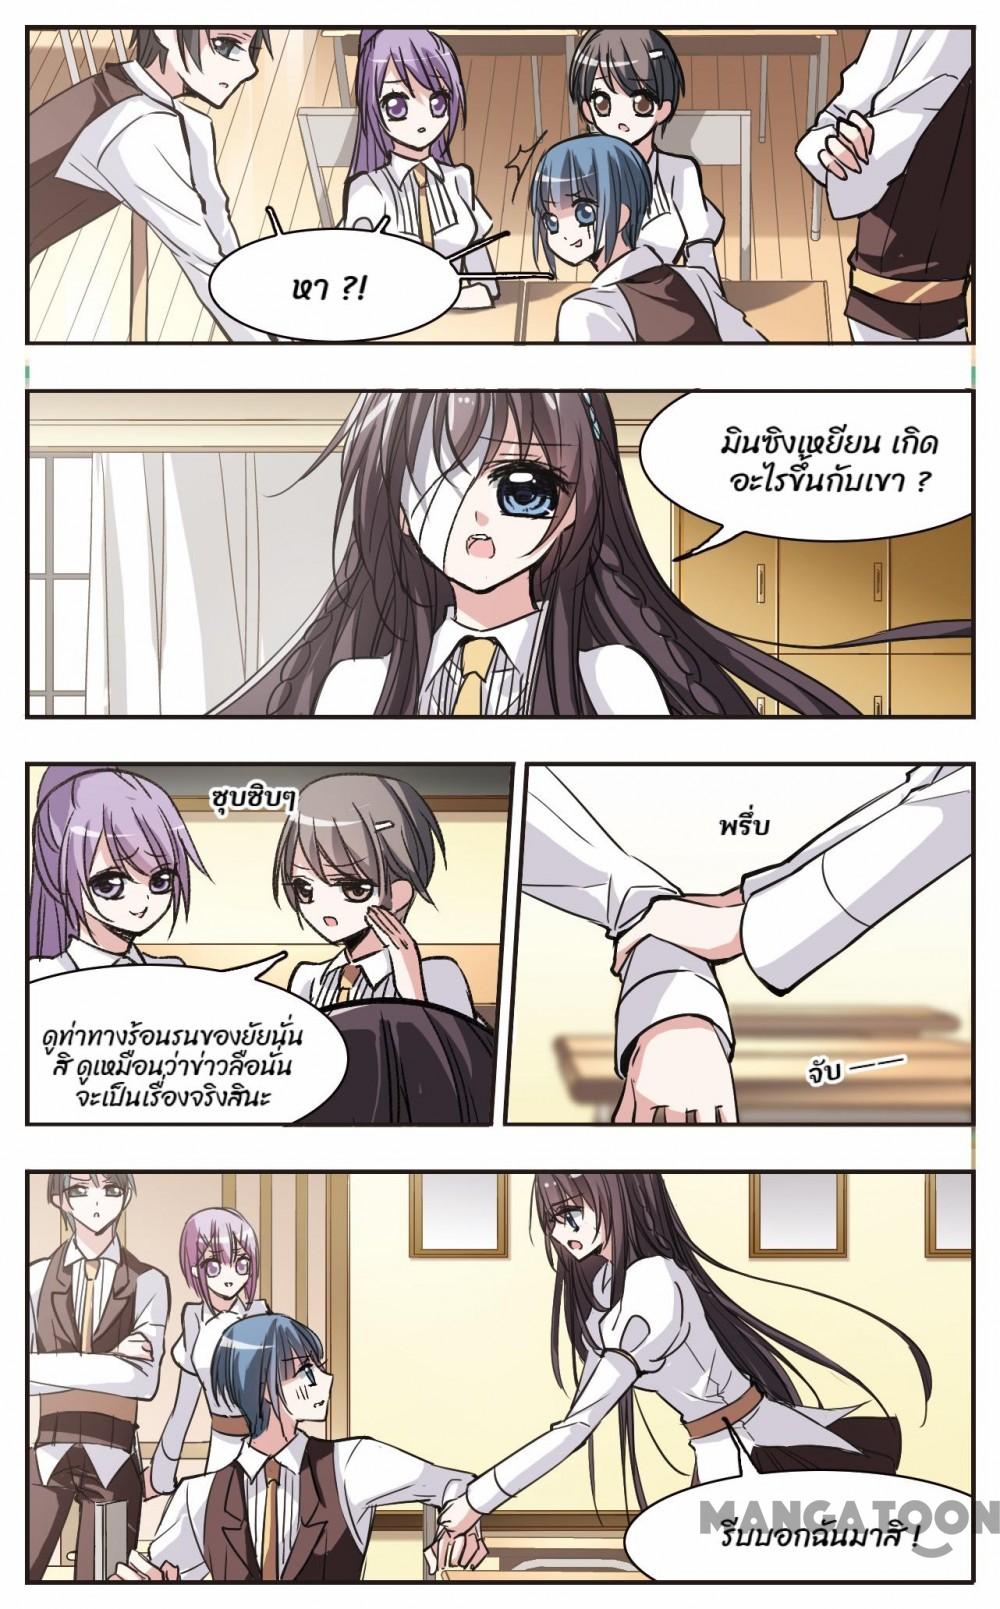 หา ?!
มินซิงเหยียน เกิด
อะไรขึ้นกับเขา ?
ซุบซิบๆ
ดูท่าทางร้อนรนของยัยนั่น
สิ ดูเหมือนว่าข่าวลือนั่น
จะเป็นเรื่องจริงสินะ
พรึ่บ
จับ ——
รีบบอกฉันมาสิ !
MANGATOON